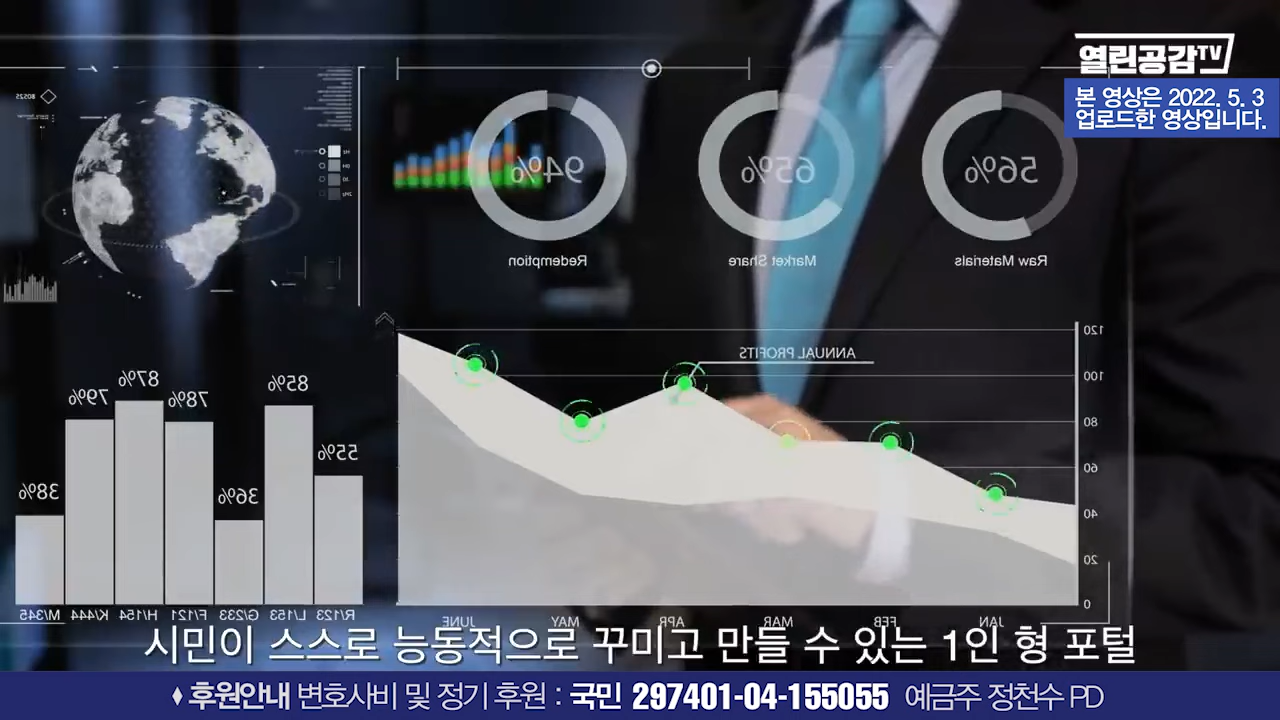 열린공감TV
본 영상은 2022. 5. 3
업로드한 영상입니다.
94%
65%
56%
Redemption
Market Share
Raw Materials
ANNUAL PROFITS
120
100
80
60
40
20
0
38%
79%
87%
78%
36%
85%
55%
M/345 K/444 H/154 F/121 G/233 L/153 R/123
JUNE MAY APR MAR FEB JAN
시민이 스스로 능동적으로 꾸미고 만들 수 있는 1인 형 포털
♦ 후원안내 변호사비 및 정기 후원 : 국민 297401-04-155055 예금주 정천수 PD